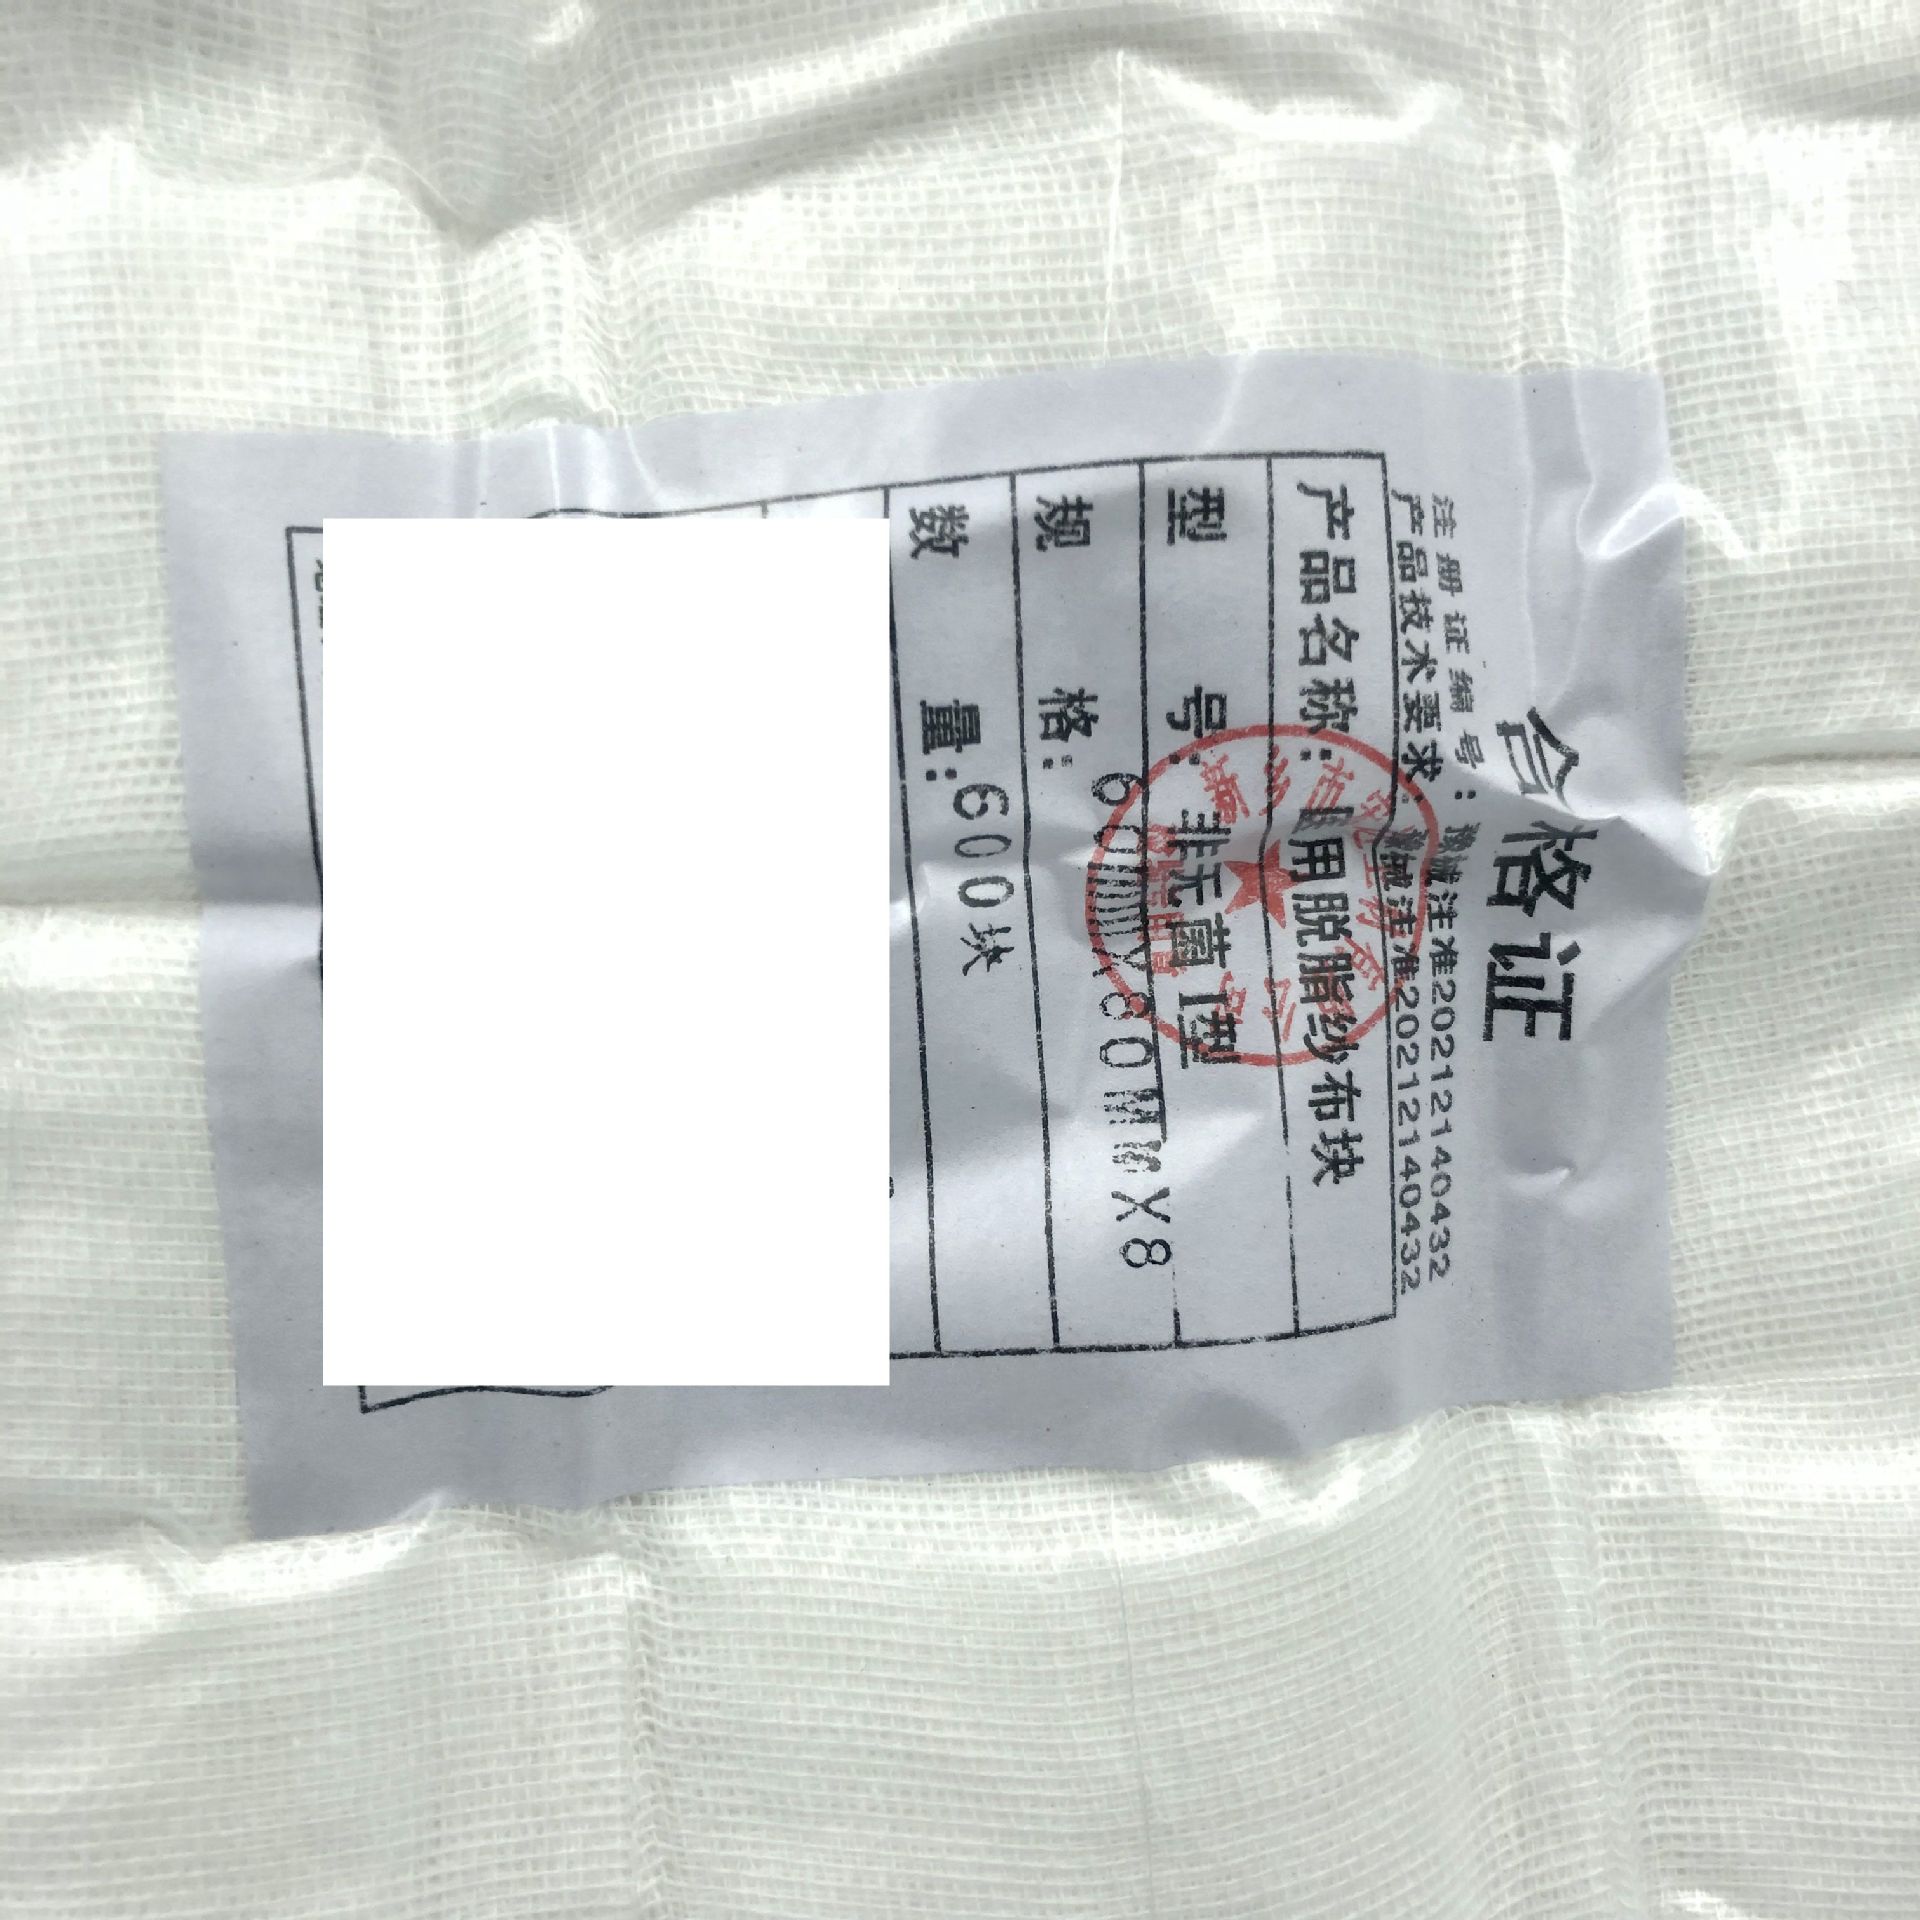 合格证
注册证编号：豫械注准20212140432
产品技术要求：豫械注准20212140432
产品名称：医用脱脂纱布块
型号：非无菌I型
规格：60mmX80MMX8
数量：600块